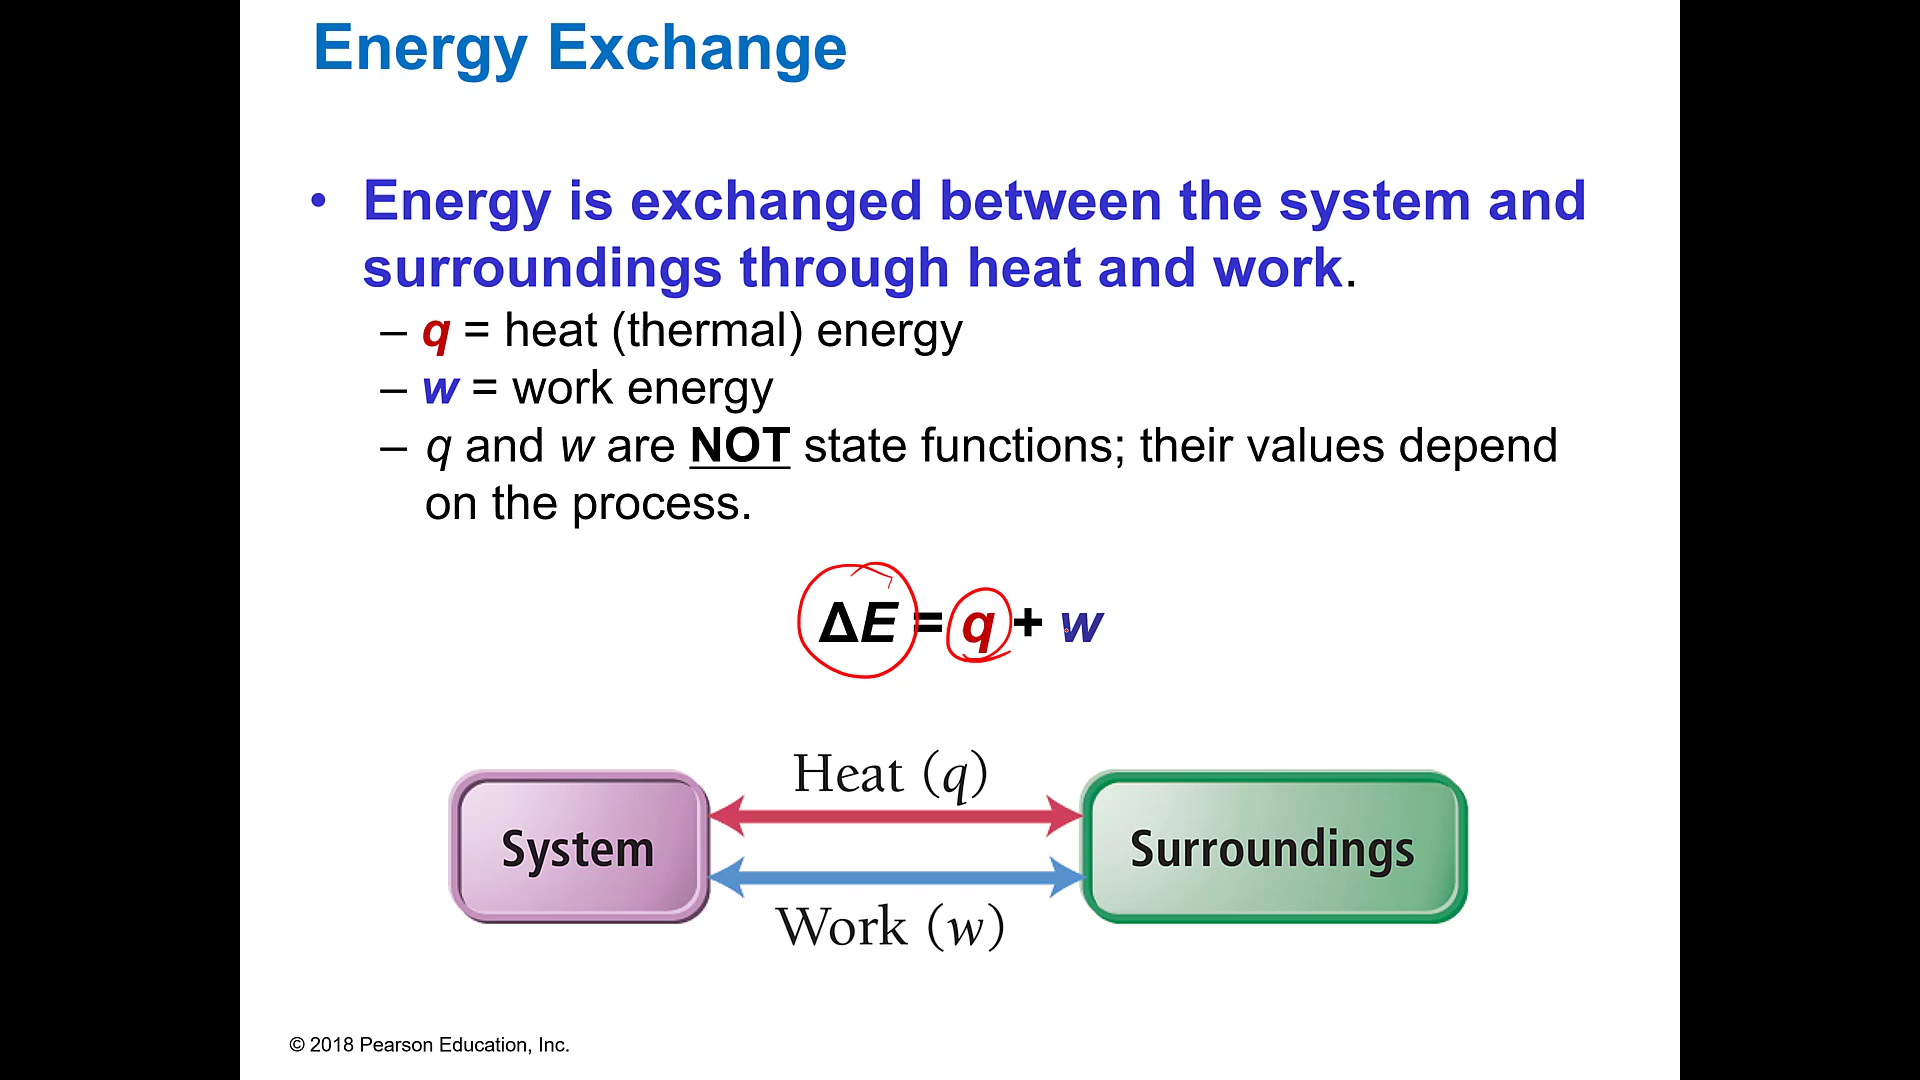 Energy Exchange
• Energy is exchanged between the system and
surroundings through heat and work.
– q = heat (thermal) energy
– w = work energy
– q and w are NOT state functions; their values depend
on the process.
ΔE = q + w
Heat (q)
System
Surroundings
Work (w)
© 2018 Pearson Education, Inc.